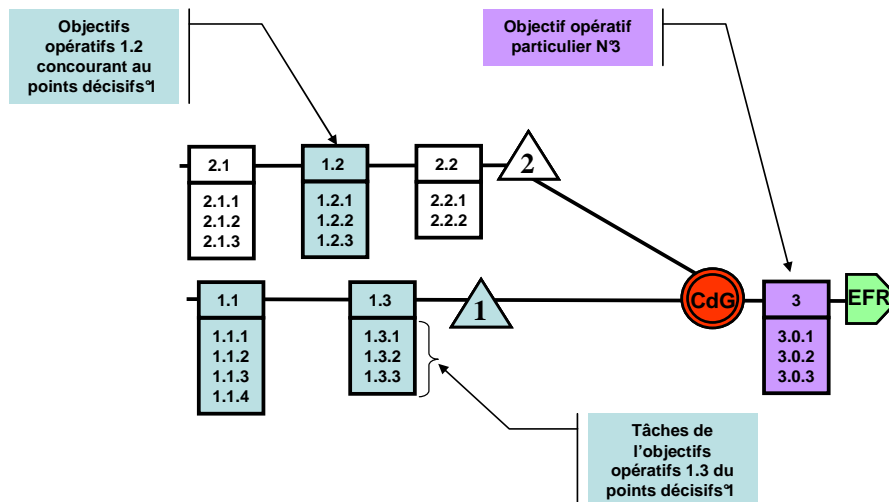 Objectifs
opératifs 1.2
concourant au
points décisifs°1
Objectif opératif
particulier N°3
2.1
2.1.1
2.1.2
2.1.3
1.2
1.2.1
1.2.2
1.2.3
2.2
2.2.1
2.2.2
2
1.1
1.1.1
1.1.2
1.1.3
1.1.4
1.3
1.3.1
1.3.2
1.3.3
1
CdG
3
3.0.1
3.0.2
3.0.3
EFR
Tâches de
l'objectifs
opératifs 1.3 du
points décisifs°1